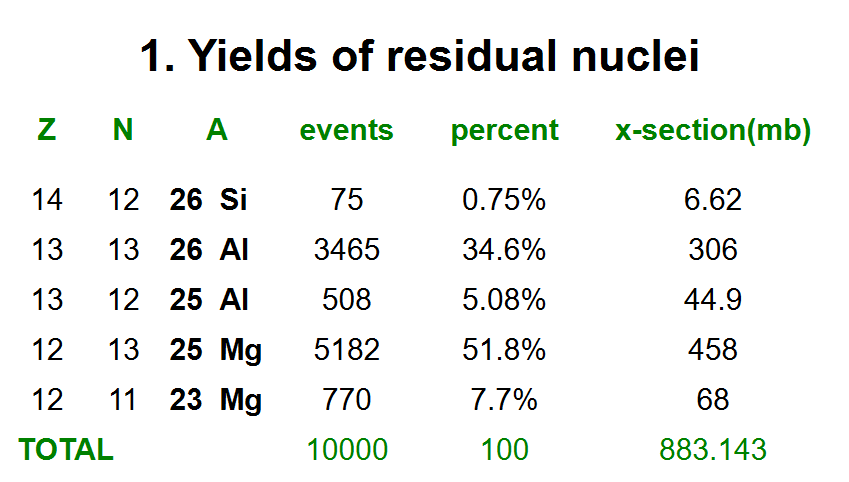 1. Yields of residual nuclei
Z N A events percent x-section(mb)
14 12 26 Si 75 0.75% 6.62
13 13 26 Al 3465 34.6% 306
13 12 25 Al 508 5.08% 44.9
12 13 25 Mg 5182 51.8% 458
12 11 23 Mg 770 7.7% 68
TOTAL 10000 100 883.143